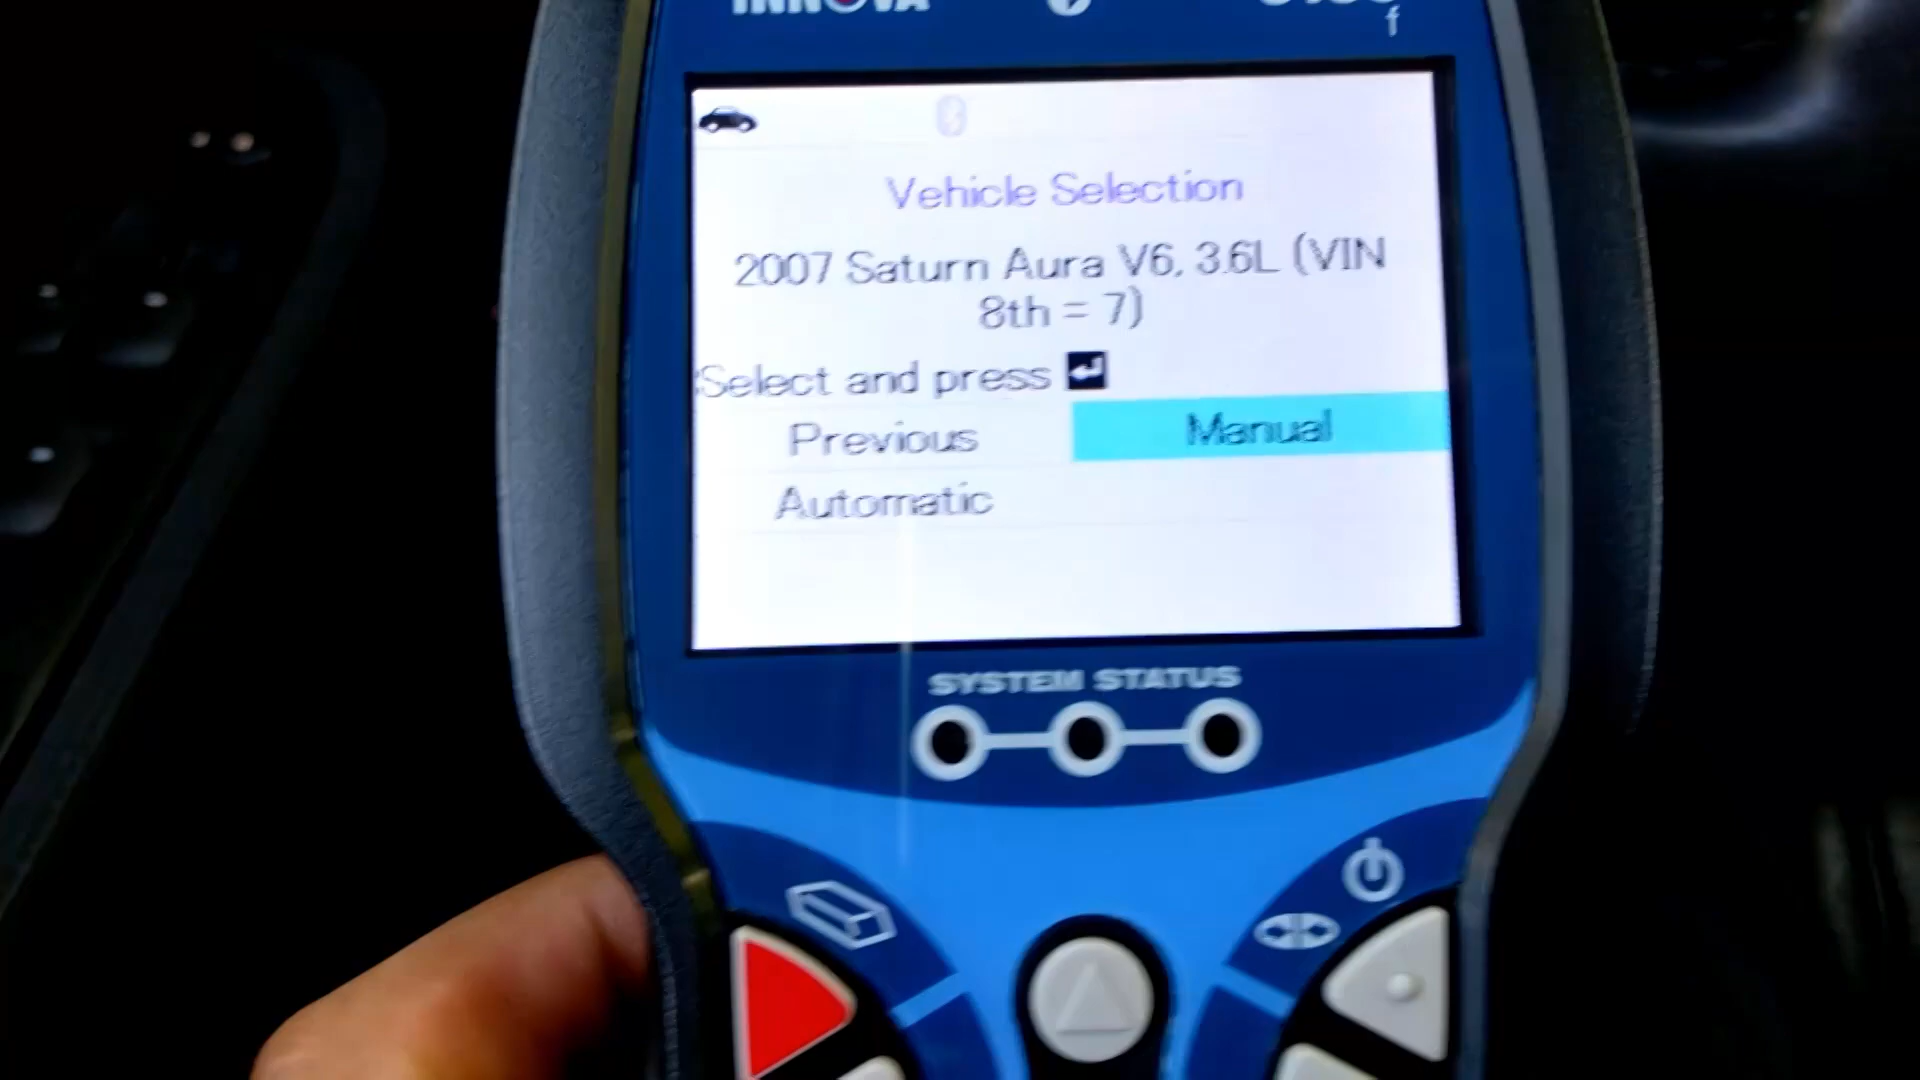 INNOVA
f
Vehicle Selection
2007 Saturn Aura V6, 3.6L (VIN
8th = 7)
Select and press
Previous
Manual
Automatic
SYSTEM STATUS